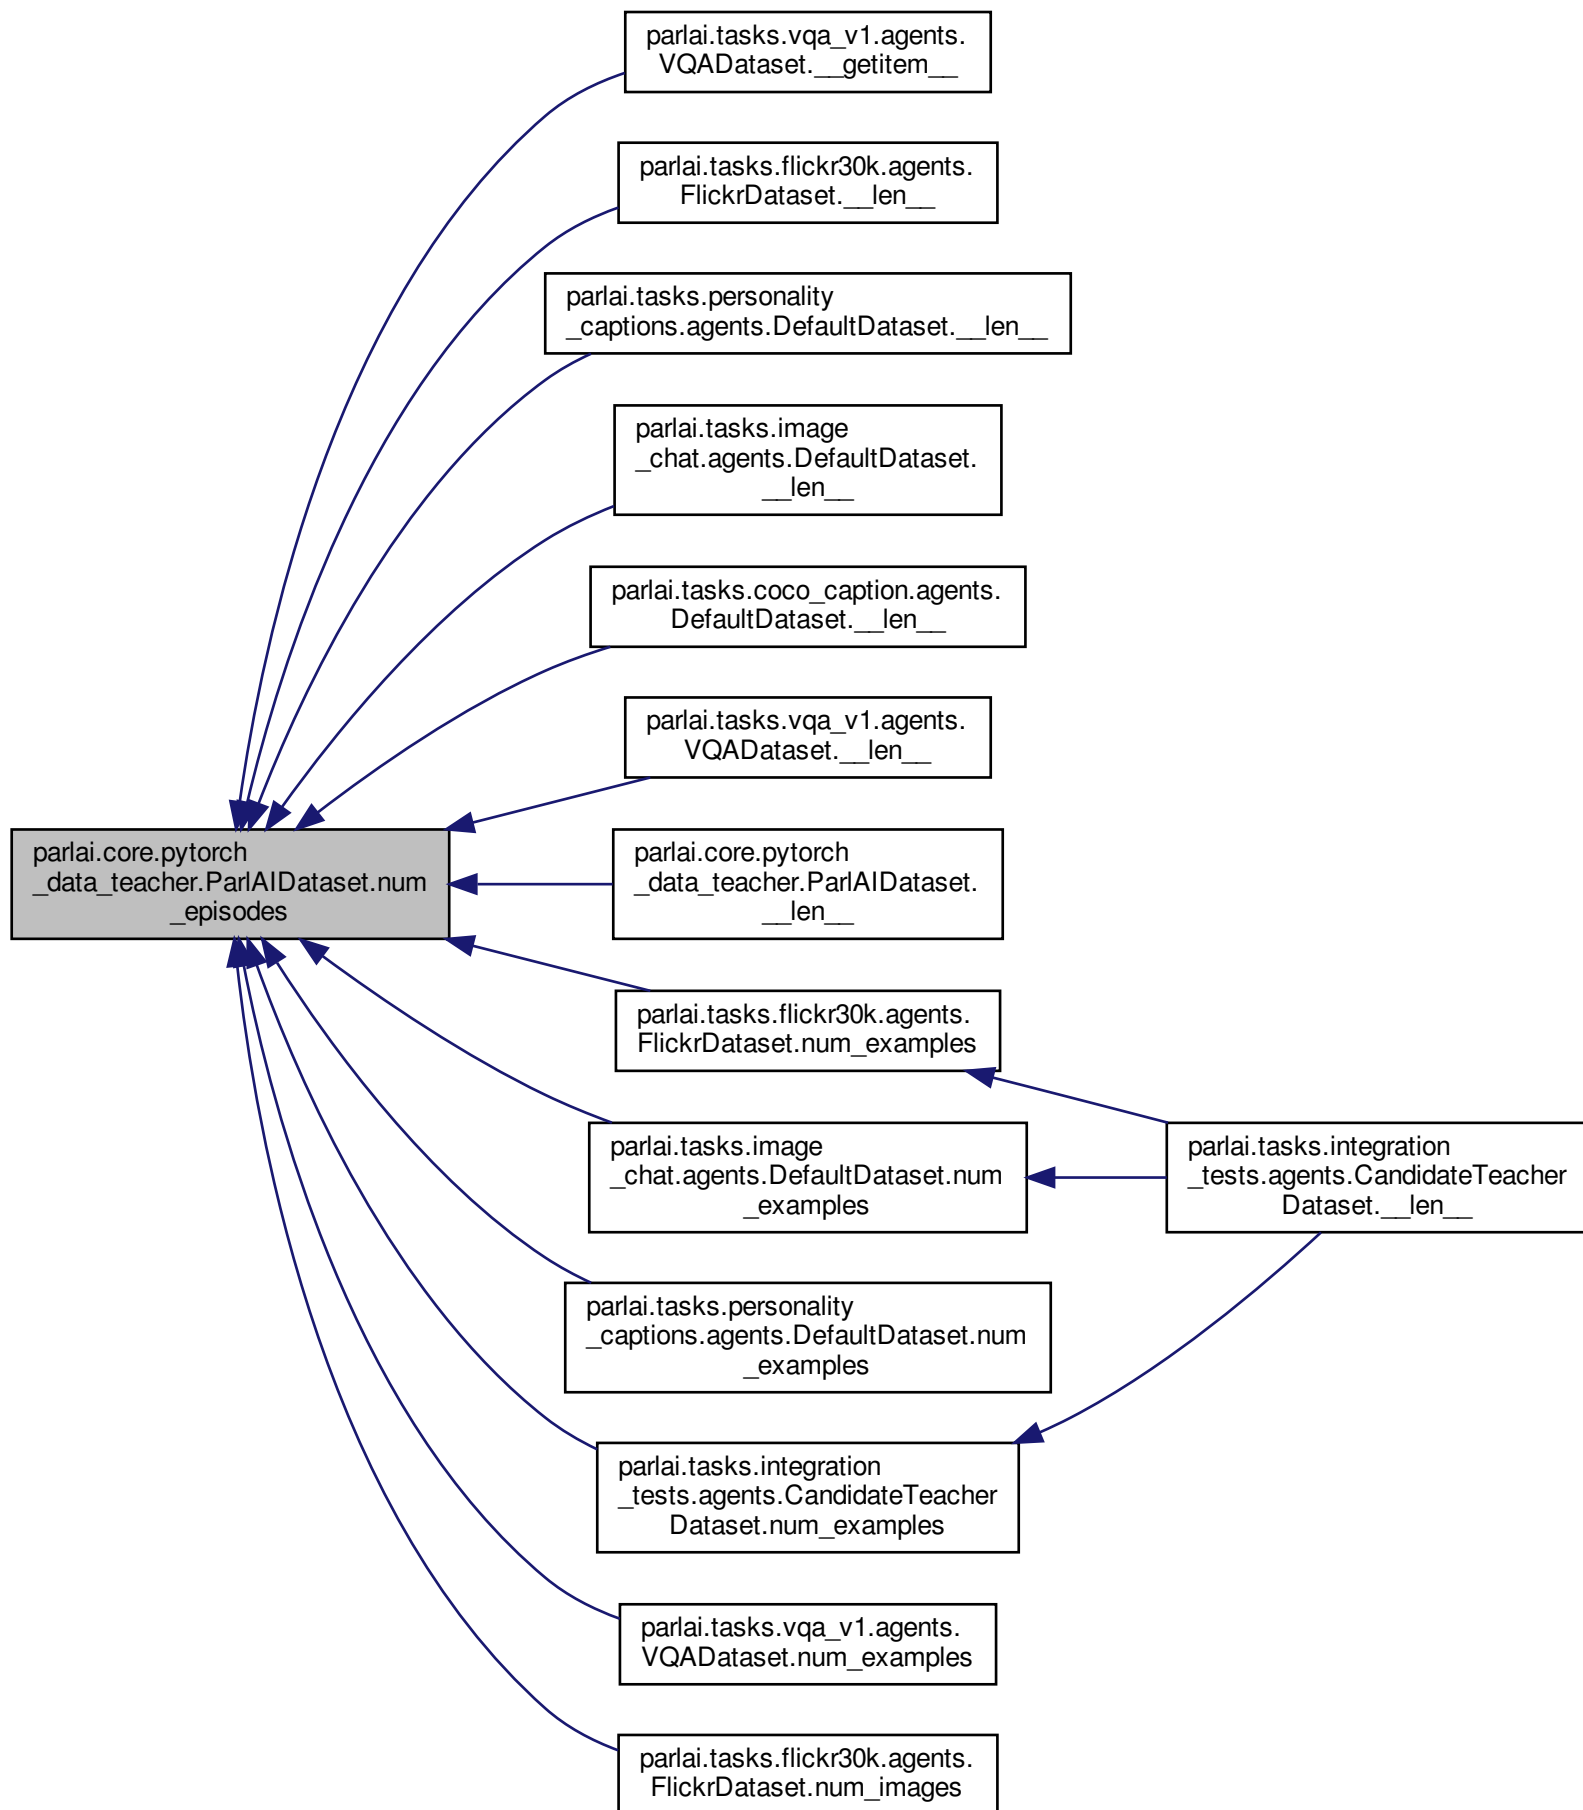 parlai.tasks.vqa_v1.agents.
VQADataset.__getitem__
parlai.tasks.flickr30k.agents.
FlickrDataset.__len__
parlai.tasks.personality
_captions.agents.DefaultDataset.__len__
parlai.tasks.image
_chat.agents.DefaultDataset.
__len__
parlai.tasks.coco_caption.agents.
DefaultDataset.__len__
parlai.tasks.vqa_v1.agents.
VQADataset.__len__
parlai.core.pytorch
_data_teacher.ParlAIDataset.num
_episodes
parlai.core.pytorch
_data_teacher.ParlAIDataset.
__len__
parlai.tasks.flickr30k.agents.
FlickrDataset.num_examples
parlai.tasks.image
_chat.agents.DefaultDataset.num
_examples
parlai.tasks.integration
_tests.agents.CandidateTeacher
Dataset.__len__
parlai.tasks.personality
_captions.agents.DefaultDataset.num
_examples
parlai.tasks.integration
_tests.agents.CandidateTeacher
Dataset.num_examples
parlai.tasks.vqa_v1.agents.
VQADataset.num_examples
parlai.tasks.flickr30k.agents.
FlickrDataset.num_images